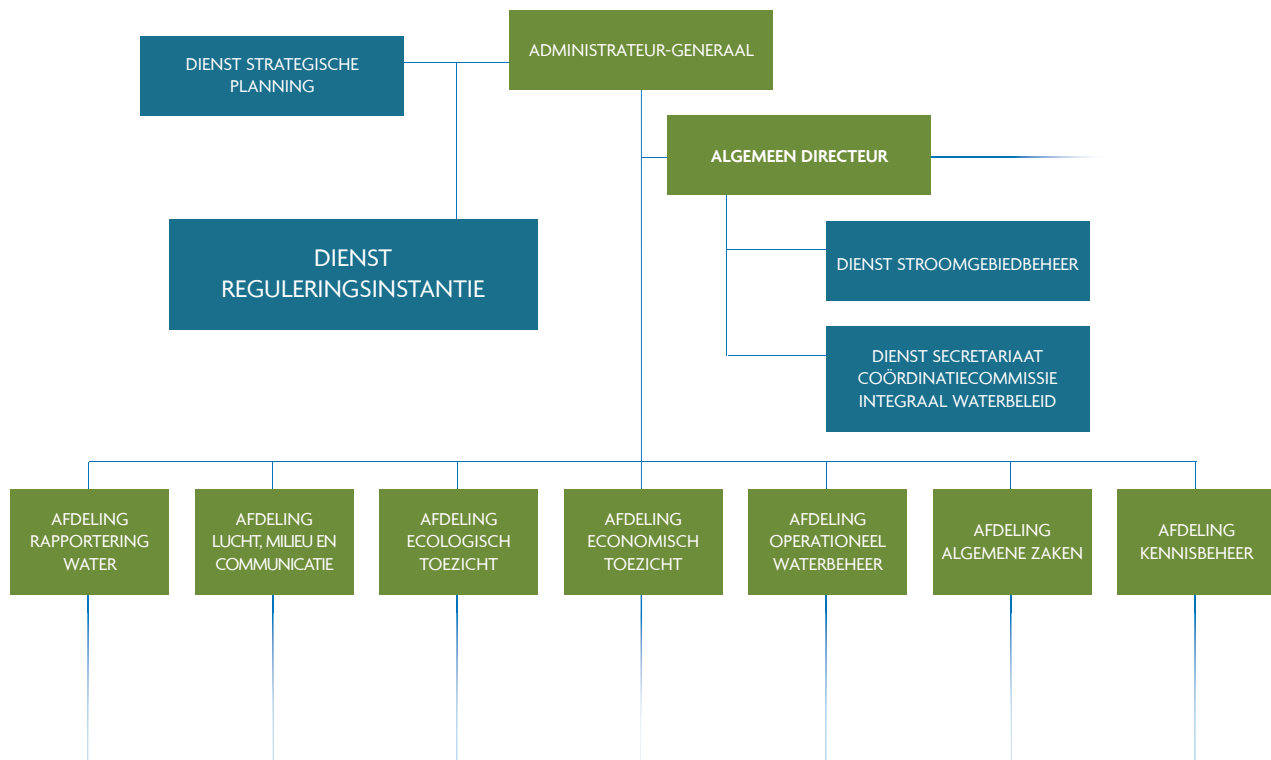 ADMINISTRATEUR-GENERAAL
DIENST STRATEGISCHE
PLANNING
ALGEMEEN DIRECTEUR
DIENST
REGULERINGSINSTANTIE
DIENST STROOMGEBIEDBEHEER
DIENST SECRETARIAAT
COÖRDINATIECOMMISSIE
INTEGRAAL WATERBELEID
AFDELING
RAPPORTERING
WATER
AFDELING
LUCHT, MILIEU EN
COMMUNICATIE
AFDELING
ECOLOGISCH
TOEZICHT
AFDELING
ECONOMISCH
TOEZICHT
AFDELING
OPERATIONEEL
WATERBEHEER
AFDELING
ALGEMENE ZAKEN
AFDELING
KENNISBEHEER